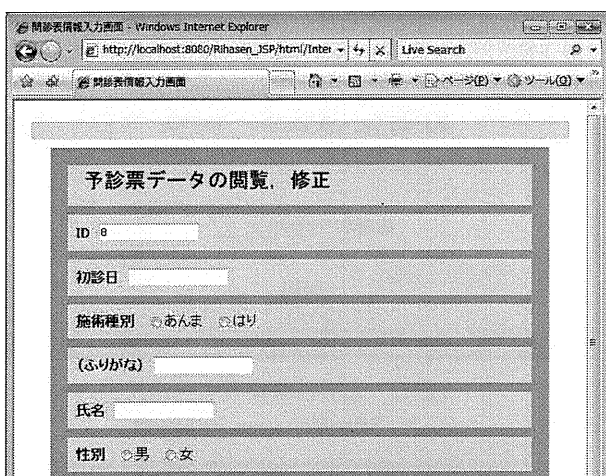 問診表情報入力画面 - Windows Internet Explorer
http://localhost:8080/Rihasen_JSP/html/Inter
Live Search
問診表情報入力画面
ページ(P) ツール(O)
予診票データの閲覧，修正
ID 8
初診日
施術種別 あんま はり
(ふりがな)
氏名
性別 男 女